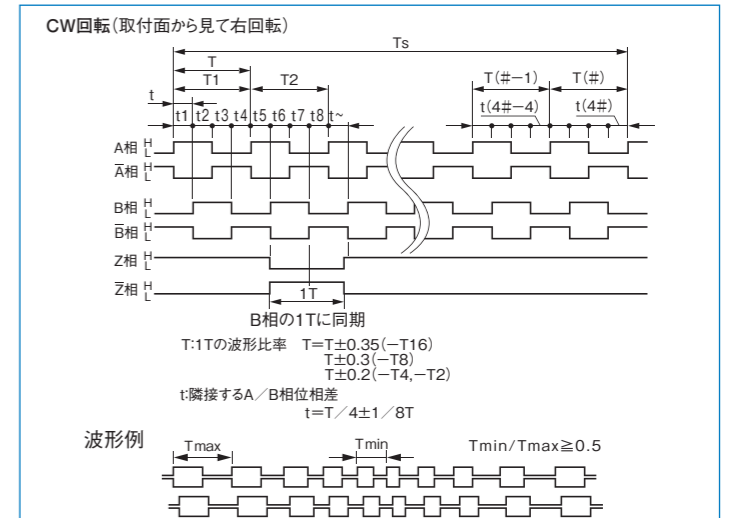 CW回転(取付面から見て右回転)
Ts
T
T1 T2 T(#−1) T(#)
t
t1 t2 t3 t4 t5 t6 t7 t8 t~ t(4#−4) t(4#)
A相 H L
A̅相 H L
B相 H L
B̅相 H L
Z相 H L
Z̅相 H L
1T
B相の1Tに同期
T:1Tの波形比率 T=T±0.35(−T16)
T±0.3(−T8)
T±0.2(−T4,−T2)
t:隣接するA/B相位相差
t=T/4±1/8T
波形例 Tmax Tmin Tmin/Tmax≧0.5